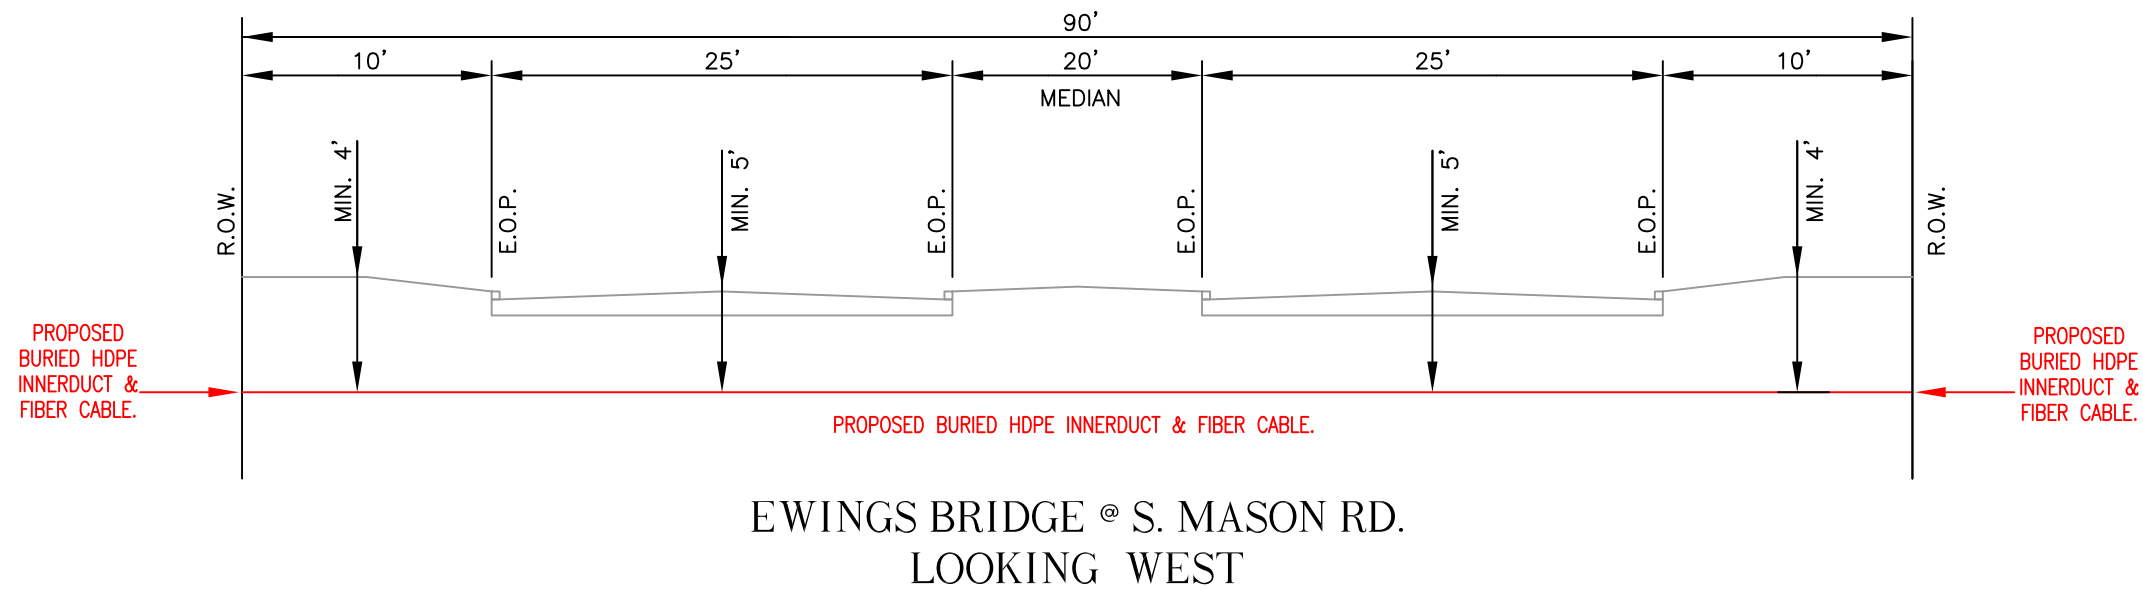 90'
10'
25'
20'
25'
10'
MEDIAN
R.O.W.
MIN. 4'
E.O.P.
MIN. 5'
E.O.P.
E.O.P.
MIN. 5'
E.O.P.
MIN. 4'
R.O.W.
PROPOSED
BURIED HDPE
INNERDUCT &
FIBER CABLE.
PROPOSED
BURIED HDPE
INNERDUCT &
FIBER CABLE.
PROPOSED BURIED HDPE INNERDUCT & FIBER CABLE.
EWINGS BRIDGE @ S. MASON RD.
LOOKING WEST